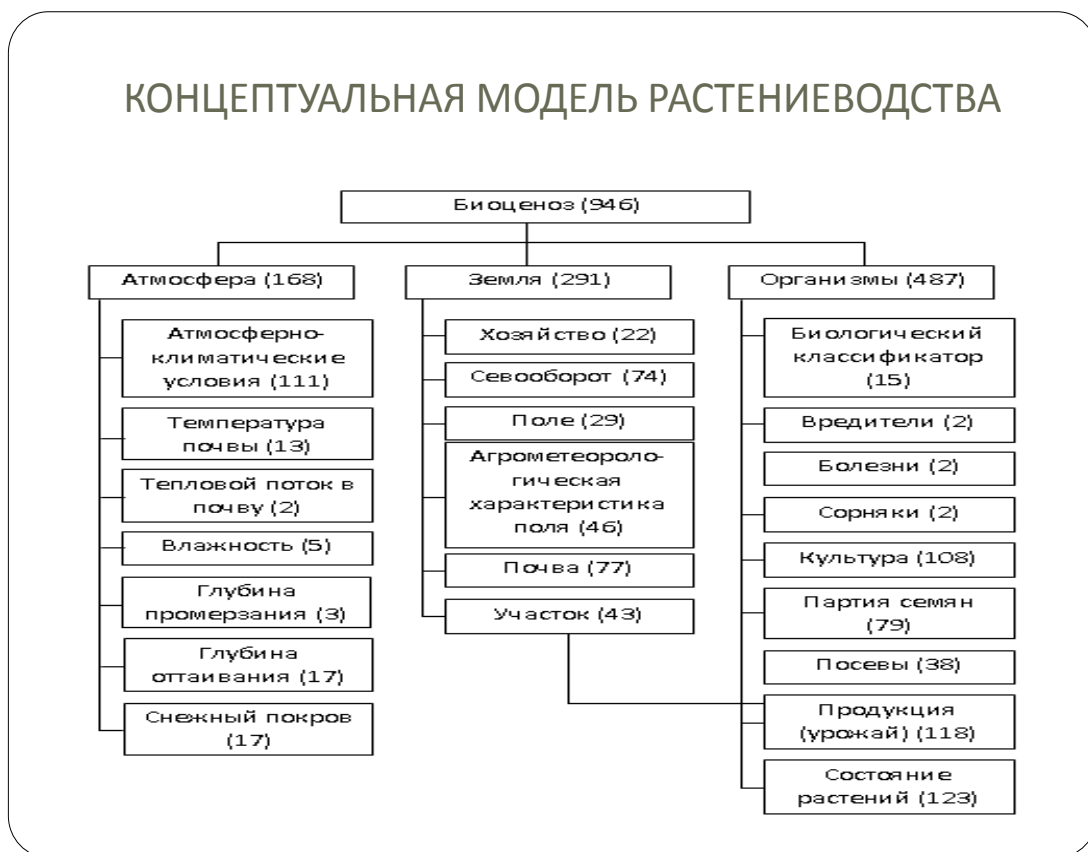 КОНЦЕПТУАЛЬНАЯ МОДЕЛЬ РАСТЕНИЕВОДСТВА
Биоценоз (946)
Атмосфера (168)
Атмосферно-
климатические
условия (111)
Температура
почвы (13)
Тепловой поток в
почву (2)
Влажность (5)
Глубина
промерзания (3)
Глубина
оттаивания (17)
Снежный покров
(17)
Земля (291)
Хозяйство (22)
Севооборот (74)
Поле (29)
Агрометеороло-
гическая
характеристика
поля (46)
Почва (77)
Участок (43)
Организмы (487)
Биологический
классификатор
(15)
Вредители (2)
Болезни (2)
Сорняки (2)
Культура (108)
Партия семян
(79)
Посевы (38)
Продукция
(урожай) (118)
Состояние
растений (123)